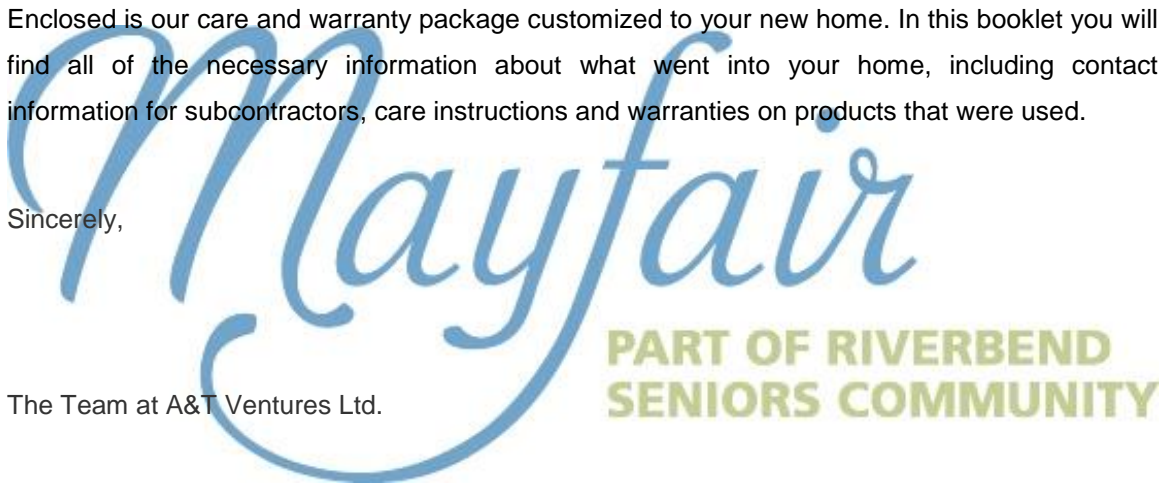 Enclosed is our care and warranty package customized to your new home. In this booklet you will
find all of the necessary information about what went into your home, including contact
information for subcontractors, care instructions and warranties on products that were used.
Mayfair
Sincerely,
PART OF RIVERBEND
SENIORS COMMUNITY
The Team at A&T Ventures Ltd.